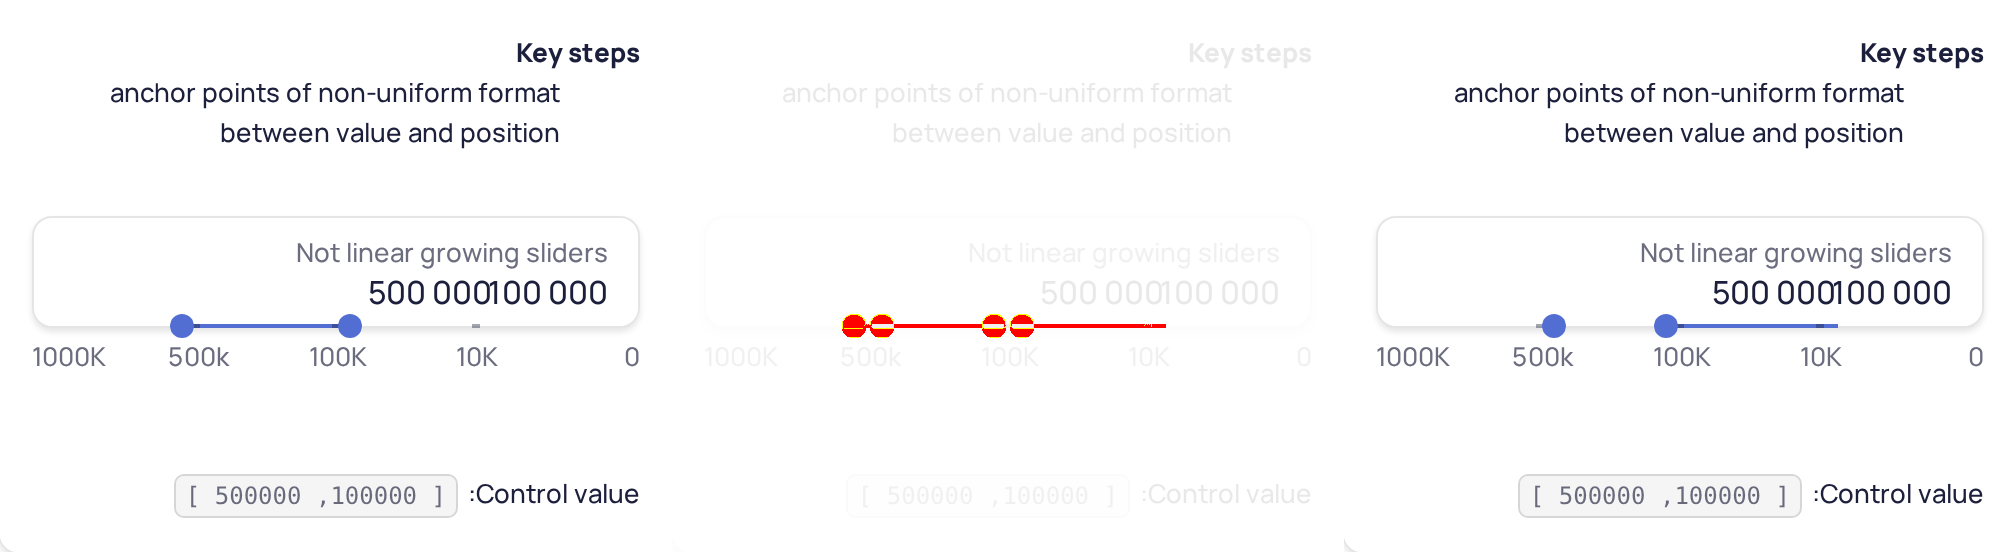 Key steps
anchor points of non-uniform format
between value and position
Not linear growing sliders
500 000100 000
1000K 500k 100K 10K 0
[ 500000 ,100000 ] :Control value
Key steps
anchor points of non-uniform format
between value and position
Not linear growing sliders
500 000100 000
1000K 500k 100K 10K 0
[ 500000 ,100000 ] :Control value
Key steps
anchor points of non-uniform format
between value and position
Not linear growing sliders
500 000100 000
1000K 500k 100K 10K 0
[ 500000 ,100000 ] :Control value